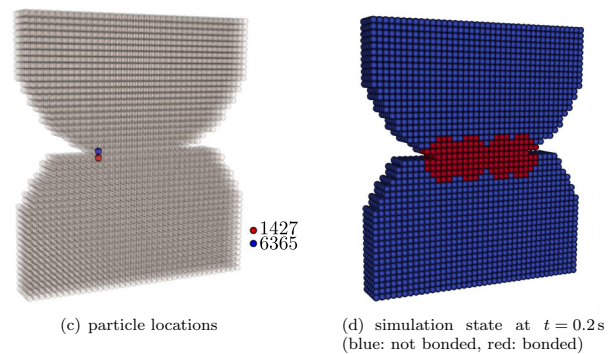 1427
6365
(c) particle locations
(d) simulation state at t = 0.2 s
(blue: not bonded, red: bonded)